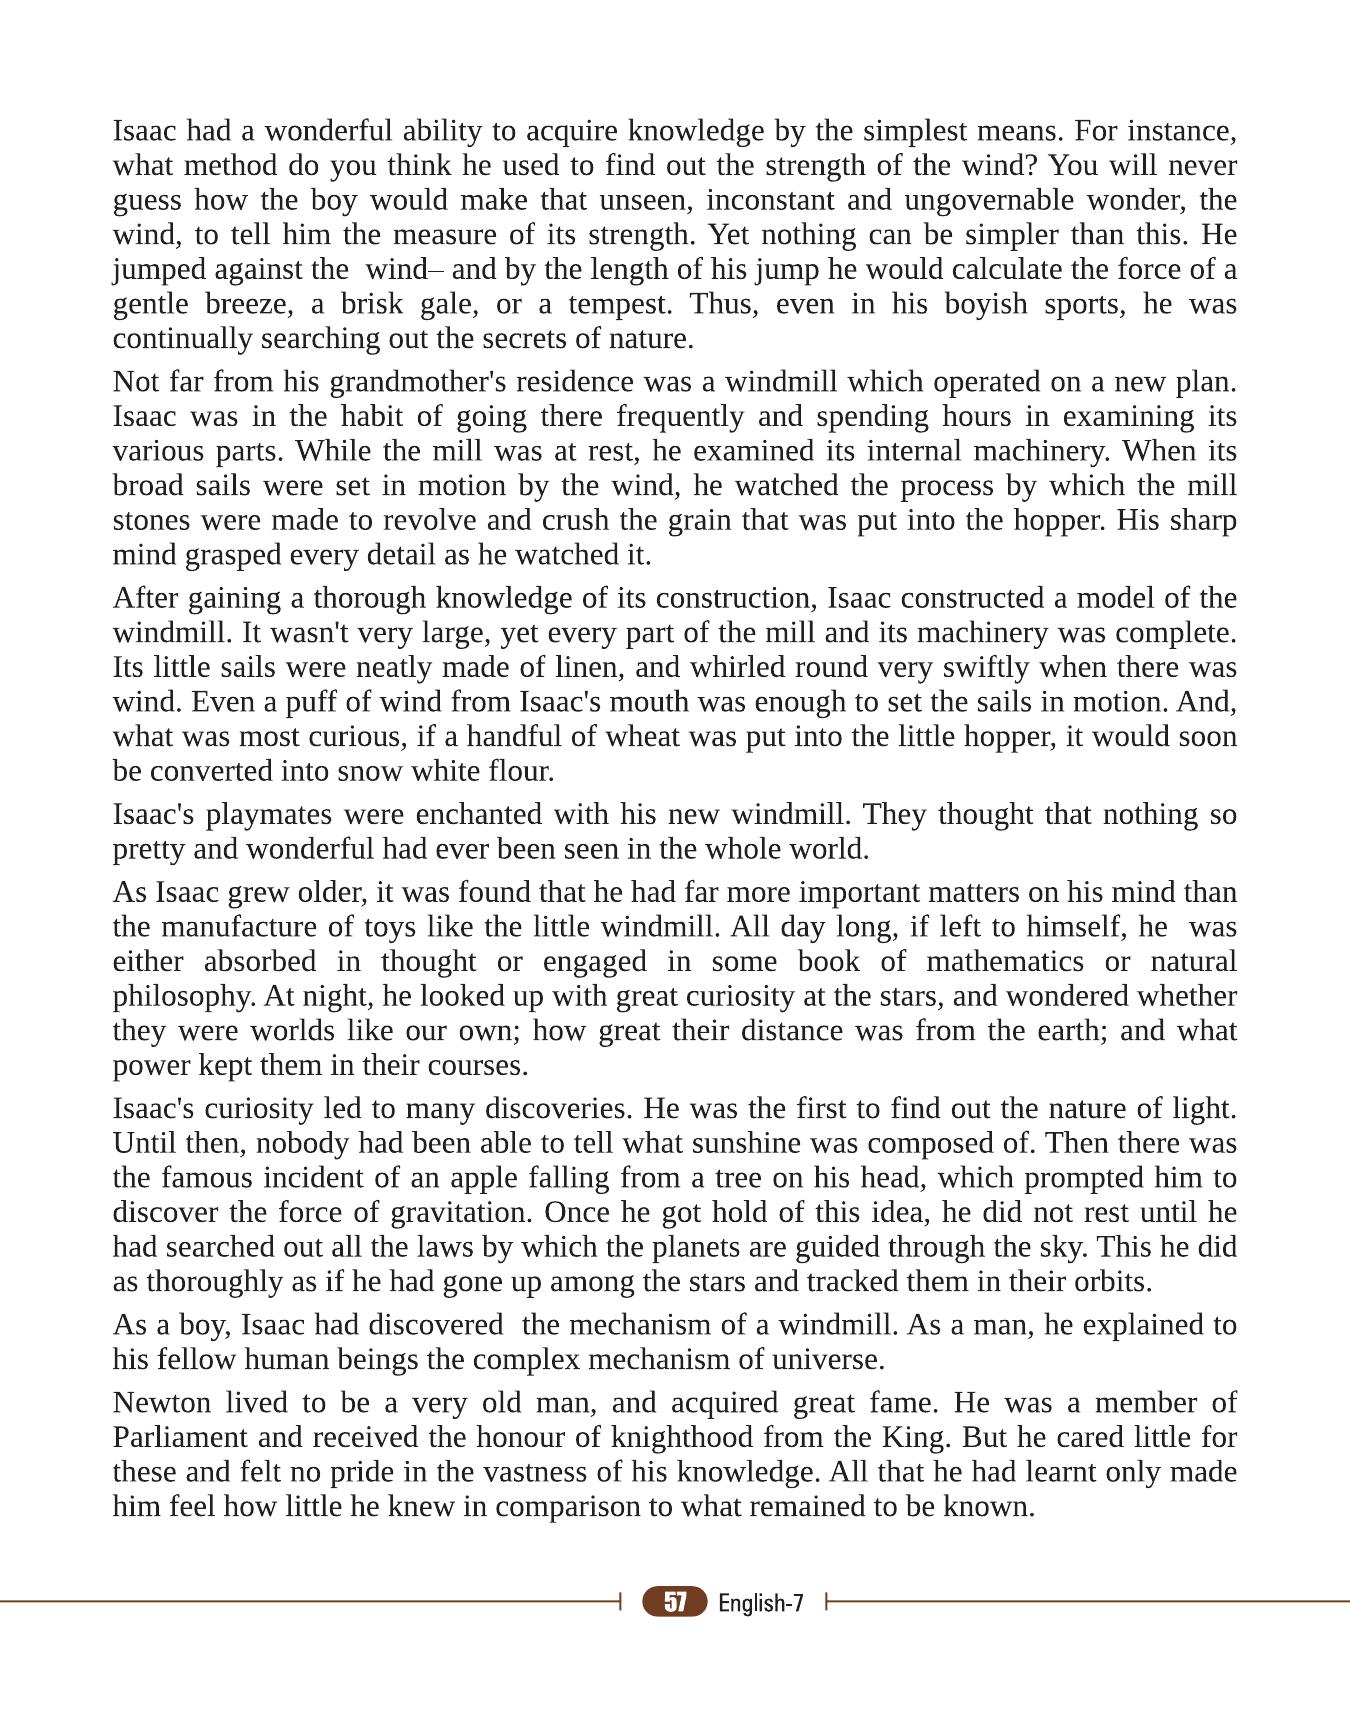 Isaac had a wonderful ability to acquire knowledge by the simplest means. For instance,
what method do you think he used to find out the strength of the wind? You will never
guess how the boy would make that unseen, inconstant and ungovernable wonder, the
wind, to tell him the measure of its strength. Yet nothing can be simpler than this. He
jumped against the  wind– and by the length of his jump he would calculate the force of a
gentle breeze, a brisk gale, or a tempest. Thus, even in his boyish sports, he was
continually searching out the secrets of nature.
Not far from his grandmother's residence was a windmill which operated on a new plan.
Isaac was in the habit of going there frequently and spending hours in examining its
various parts. While the mill was at rest, he examined its internal machinery. When its
broad sails were set in motion by the wind, he watched the process by which the mill
stones were made to revolve and crush the grain that was put into the hopper. His sharp
mind grasped every detail as he watched it.
After gaining a thorough knowledge of its construction, Isaac constructed a model of the
windmill. It wasn't very large, yet every part of the mill and its machinery was complete.
Its little sails were neatly made of linen, and whirled round very swiftly when there was
wind. Even a puff of wind from Isaac's mouth was enough to set the sails in motion. And,
what was most curious, if a handful of wheat was put into the little hopper, it would soon
be converted into snow white flour.
Isaac's playmates were enchanted with his new windmill. They thought that nothing so
pretty and wonderful had ever been seen in the whole world.
As Isaac grew older, it was found that he had far more important matters on his mind than
the manufacture of toys like the little windmill. All day long, if left to himself, he  was
either absorbed in thought or engaged in some book of mathematics or natural
philosophy. At night, he looked up with great curiosity at the stars, and wondered whether
they were worlds like our own; how great their distance was from the earth; and what
power kept them in their courses.
Isaac's curiosity led to many discoveries. He was the first to find out the nature of light.
Until then, nobody had been able to tell what sunshine was composed of. Then there was
the famous incident of an apple falling from a tree on his head, which prompted him to
discover the force of gravitation. Once he got hold of this idea, he did not rest until he
had searched out all the laws by which the planets are guided through the sky. This he did
as thoroughly as if he had gone up among the stars and tracked them in their orbits.
As a boy, Isaac had discovered  the mechanism of a windmill. As a man, he explained to
his fellow human beings the complex mechanism of universe.
Newton lived to be a very old man, and acquired great fame. He was a member of
Parliament and received the honour of knighthood from the King. But he cared little for
these and felt no pride in the vastness of his knowledge. All that he had learnt only made
him feel how little he knew in comparison to what remained to be known.
57 English-7